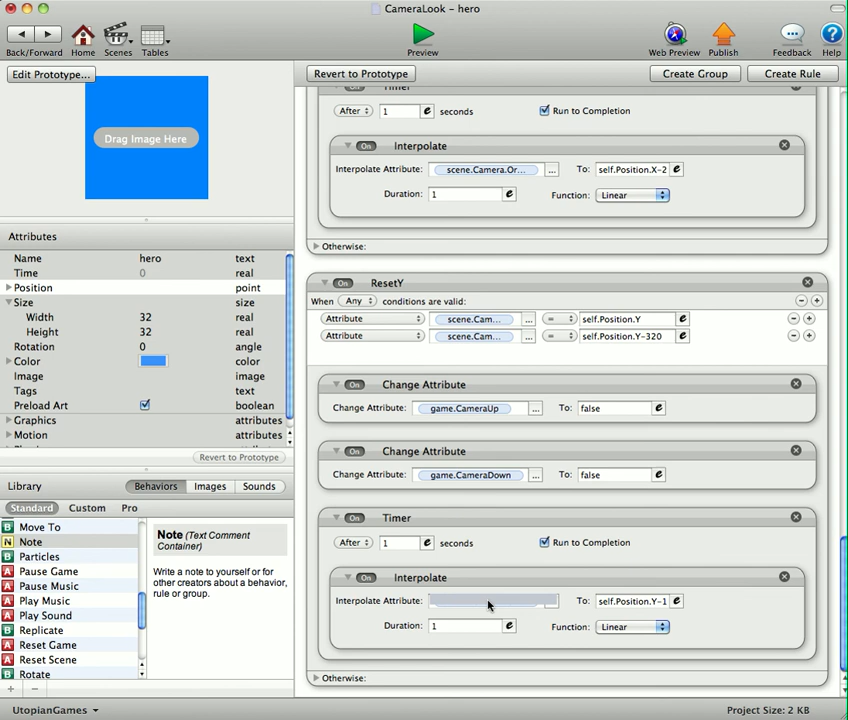 CameraLook – hero
Back/Forward Home Scenes Tables Preview Web Preview Publish Feedback Help
Edit Prototype... Revert to Prototype Create Group Create Rule
Drag Image Here
Attributes
Name hero text
Time 0 real
Position point
Size size
Width 32 real
Height 32 real
Rotation 0 angle
Color color
Image image
Tags text
Preload Art boolean
Graphics attributes
Motion attributes
Revert to Prototype
Library Behaviors Images Sounds
Standard Custom Pro
Move To
Note
Particles
Pause Game
Pause Music
Play Music
Play Sound
Replicate
Reset Game
Reset Scene
Rotate
Note (Text Comment
Container)
Write a note to yourself or for
other creators about a behavior,
rule or group.
UtopianGames
On Timer
After 1 seconds Run to Completion
On Interpolate
Interpolate Attribute: scene.Camera.Or... ... To: self.Position.X-2
Duration: 1 Function: Linear
Otherwise:
On ResetY
When Any conditions are valid:
Attribute scene.Cam... ... = self.Position.Y
Attribute scene.Cam... ... = self.Position.Y-320
On Change Attribute
Change Attribute: game.CameraUp ... To: false
On Change Attribute
Change Attribute: game.CameraDown ... To: false
On Timer
After 1 seconds Run to Completion
On Interpolate
Interpolate Attribute: To: self.Position.Y-1
Duration: 1 Function: Linear
Otherwise:
Project Size: 2 KB